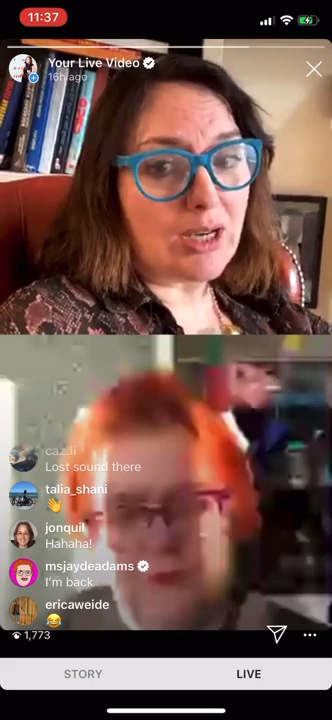 11:37
Your Live Video
16h ago
caz.li
Lost sound there
talia_shani
👋
jonquil
Hahaha!
msjaydeadams
I'm back
ericaweide
😂
1,773
STORY
LIVE